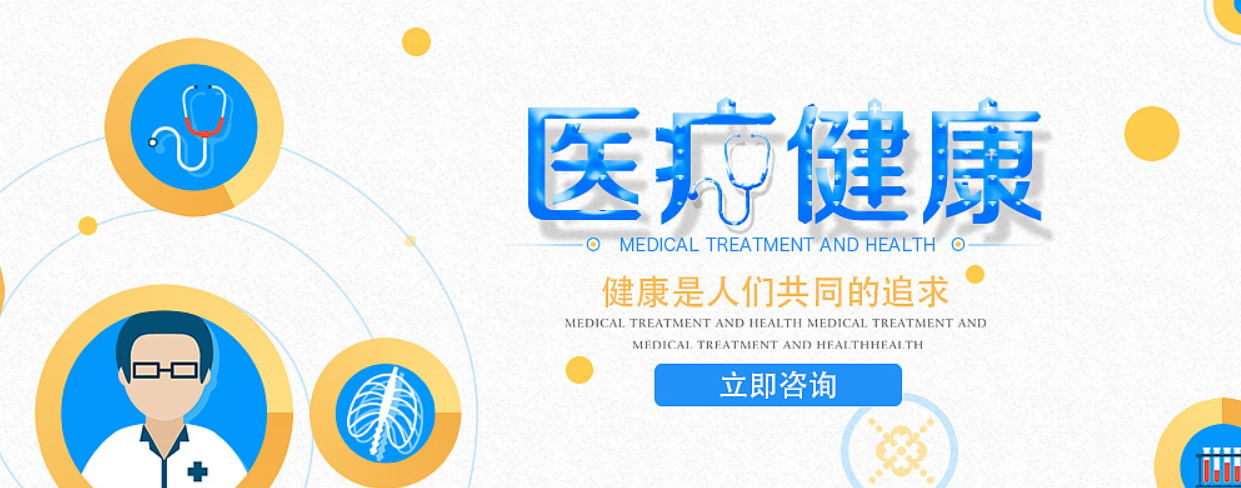 医疗健康
MEDICAL TREATMENT AND HEALTH
健康是人们共同的追求
MEDICAL TREATMENT AND HEALTH MEDICAL TREATMENT AND
MEDICAL TREATMENT AND HEALTHHEALTH
立即咨询